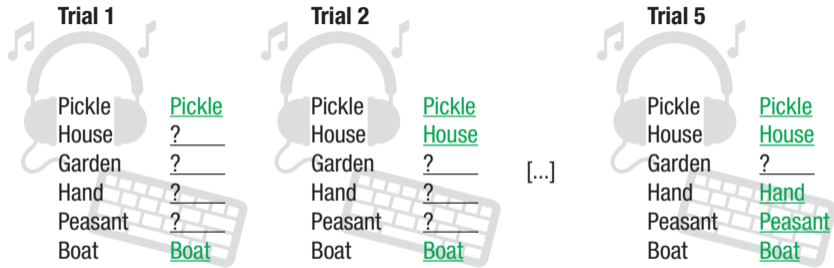 Trial 1 Trial 2 Trial 5
Pickle Pickle Pickle Pickle Pickle Pickle
House ? House House House House
Garden ? Garden ? [...] Garden ?
Hand ? Hand ? Hand Hand
Peasant ? Peasant ? Peasant Peasant
Boat Boat Boat Boat Boat Boat